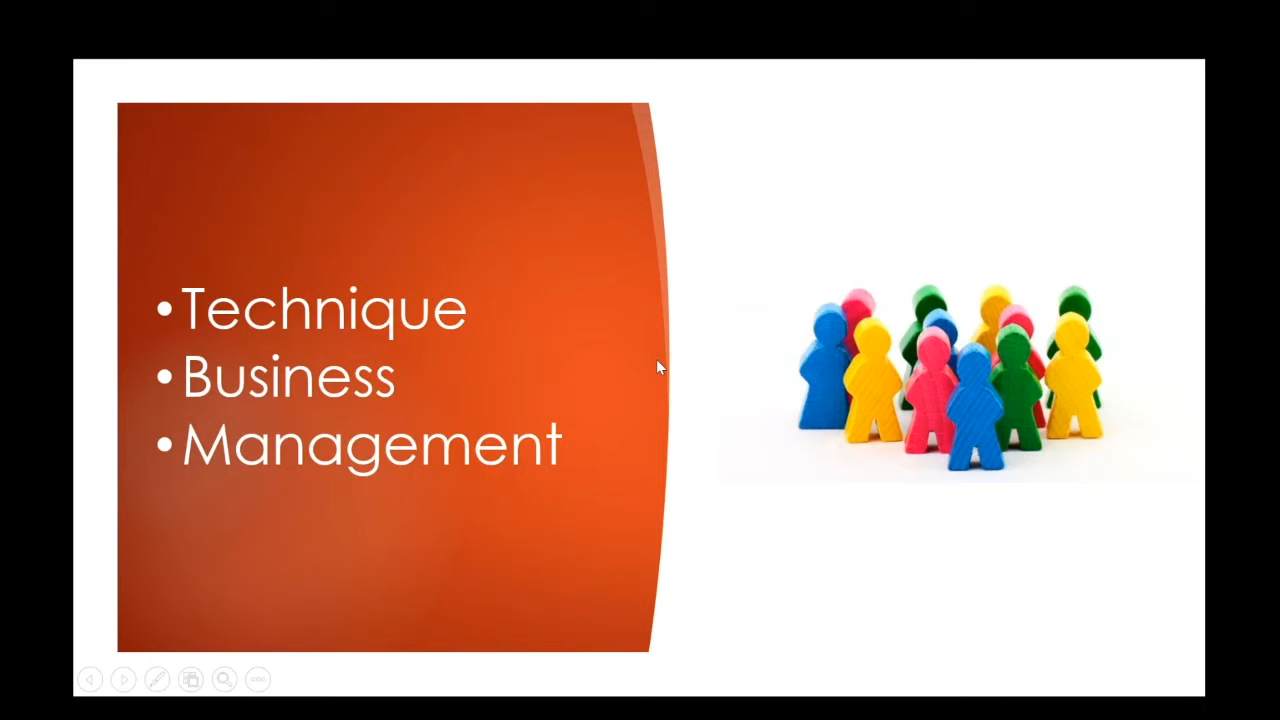 • Technique
• Business
• Management